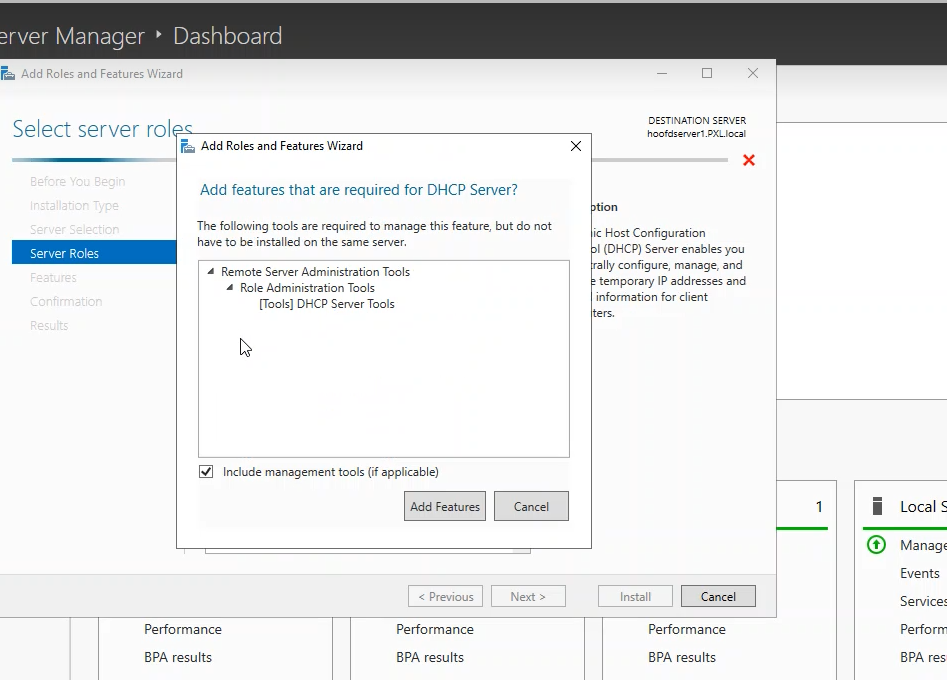 erver Manager ‣ Dashboard
Add Roles and Features Wizard
Select server roles
DESTINATION SERVER
hoofdserver1.PXL.local
Before You Begin
Installation Type
Server Selection
Server Roles
Features
Confirmation
Results
Add Roles and Features Wizard
Add features that are required for DHCP Server?
The following tools are required to manage this feature, but do not
have to be installed on the same server.
Remote Server Administration Tools
Role Administration Tools
[Tools] DHCP Server Tools
Include management tools (if applicable)
Add Features
Cancel
ption
ic Host Configuration
ol (DHCP) Server enables you
trally configure, manage, and
e temporary IP addresses and
information for client
ters.
< Previous
Next >
Install
Cancel
1
Local S
Manage
Events
Services
Perform
BPA res
Performance
BPA results
Performance
BPA results
Performance
BPA results